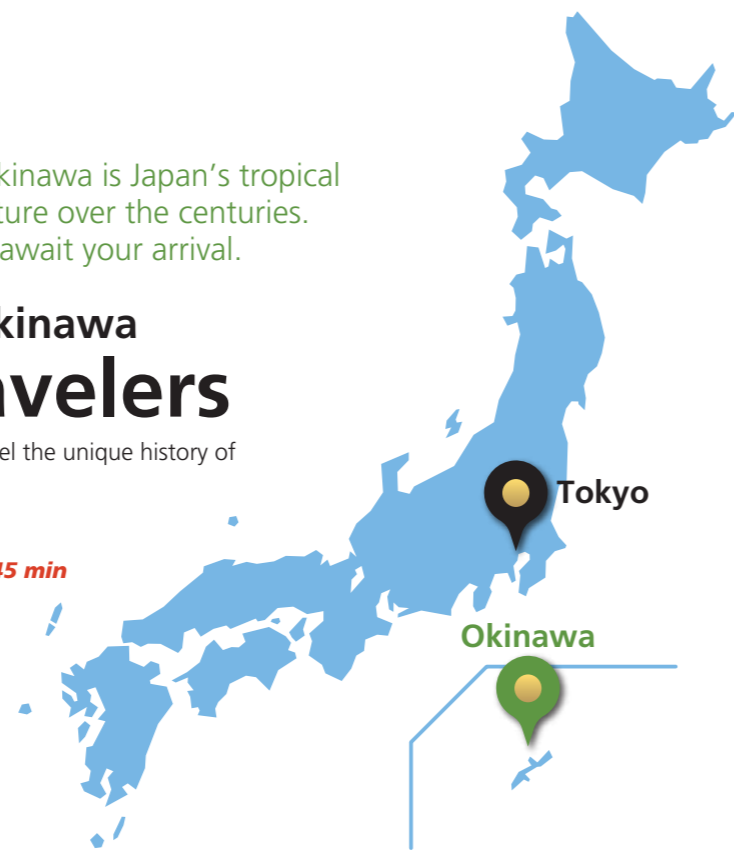 kinawa is Japan's tropical
ture over the centuries.
await your arrival.
kinawa
avelers
el the unique history of
45 min
Tokyo
Okinawa